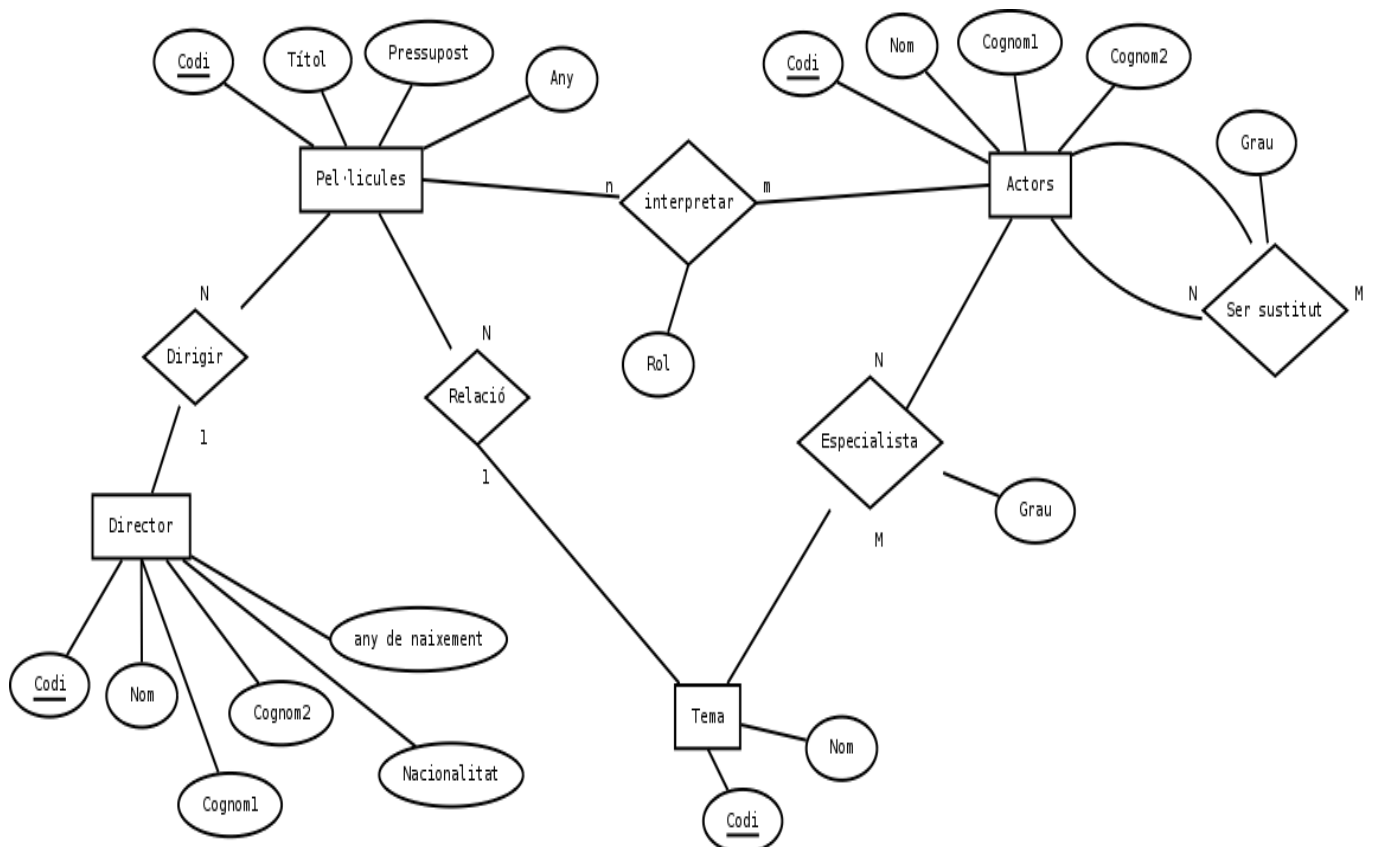 Codi
Títol
Pressupost
Any
Codi
Nom
Cognom1
Cognom2
Grau
Pel·licules
n
interpretar
m
Actors
N
Dirigir
1
N
Relació
1
Rol
N
Especialista
M
Grau
N
Ser sustitut
M
Director
any de naixement
Codi
Nom
Cognom2
Cognom1
Nacionalitat
Tema
Nom
Codi